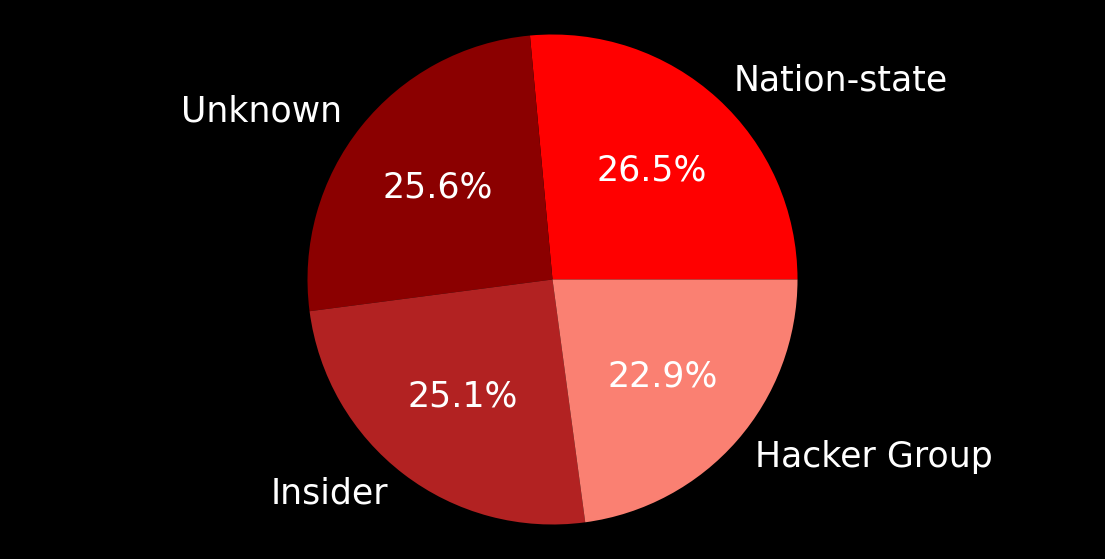 Nation-state
Unknown
26.5%
25.6%
22.9%
25.1%
Hacker Group
Insider